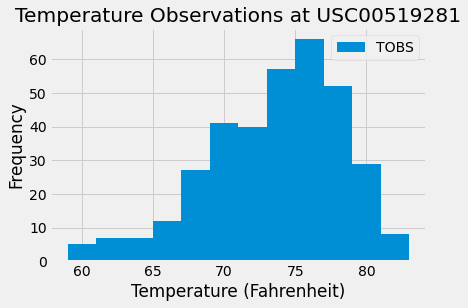 Temperature Observations at USC00519281
TOBS
Frequency
60
50
40
30
20
10
0
60 65 70 75 80
Temperature (Fahrenheit)